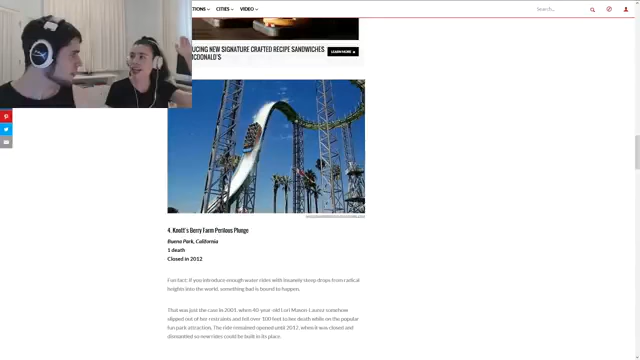 CITIES
VIDEO
Search...
UCING NEW SIGNATURE CRAFTED RECIPE SANDWICHES
CDONALD'S
LEARN MORE
4. Knott's Berry Farm Perilous Plunge
Buena Park, California
1 death
Closed in 2012
Fun fact: If you introduce enough water rides with insanely steep drops from radical
heights into the world, something bad is bound to happen.
That was just the case in 2001, when 40-year-old Lori Mason-Larez somehow
slipped out of her restraints and fell over 100 feet to her death while on the popular
fun park attraction. The ride remained opened until 2012, when it was closed and
dismantled so new rides could be built in its place.